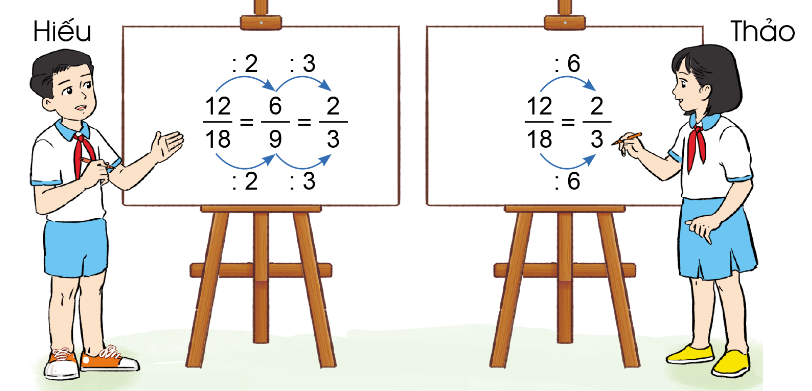 Hiếu
Thảo
: 2 : 3
12/18 = 6/9 = 2/3
: 2 : 3
: 6
12/18 = 2/3
: 6